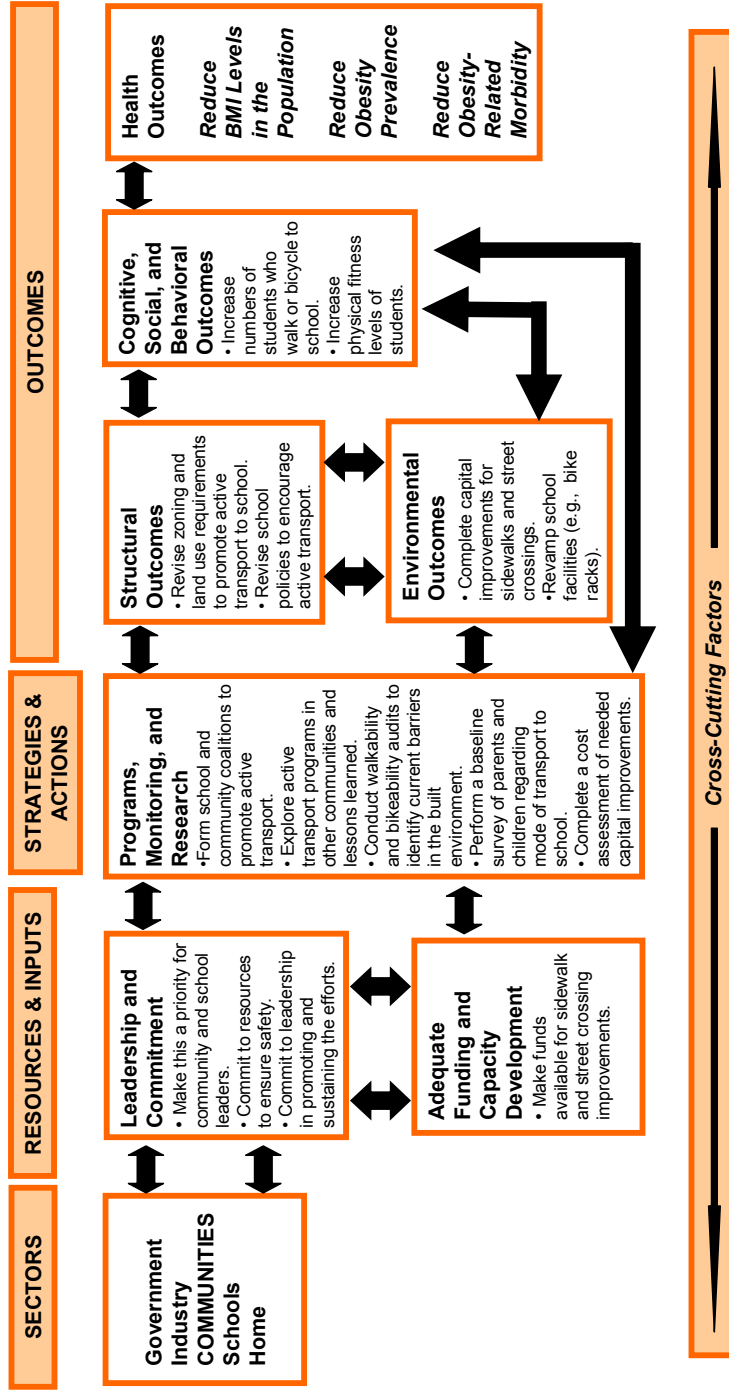 SECTORS
RESOURCES & INPUTS
STRATEGIES &
ACTIONS
OUTCOMES
Government
Industry
COMMUNITIES
Schools
Home
Leadership and
Commitment
• Make this a priority for
community and school
leaders.
• Commit to resources
to ensure safety.
• Commit to leadership
in promoting and
sustaining the efforts.
Adequate
Funding and
Capacity
Development
• Make funds
available for sidewalk
and street crossing
improvements.
Programs,
Monitoring, and
Research
•Form school and
community coalitions to
promote active
transport.
• Explore active
transport programs in
other communities and
lessons learned.
• Conduct walkability
and bikeability audits to
identify current barriers
in the built
environment.
• Perform a baseline
survey of parents and
children regarding
mode of transport to
school.
• Complete a cost
assessment of needed
capital improvements.
Structural
Outcomes
• Revise zoning and
land use requirements
to promote active
transport to school.
• Revise school
policies to encourage
active transport.
Environmental
Outcomes
• Complete capital
improvements for
sidewalks and street
crossings.
•Revamp school
facilities (e.g., bike
racks).
Cognitive,
Social, and
Behavioral
Outcomes
• Increase
numbers of
students who
walk or bicycle to
school.
• Increase
physical fitness
levels of
students.
Health
Outcomes
Reduce
BMI Levels
in the
Population
Reduce
Obesity
Prevalence
Reduce
Obesity-
Related
Morbidity
Cross-Cutting Factors